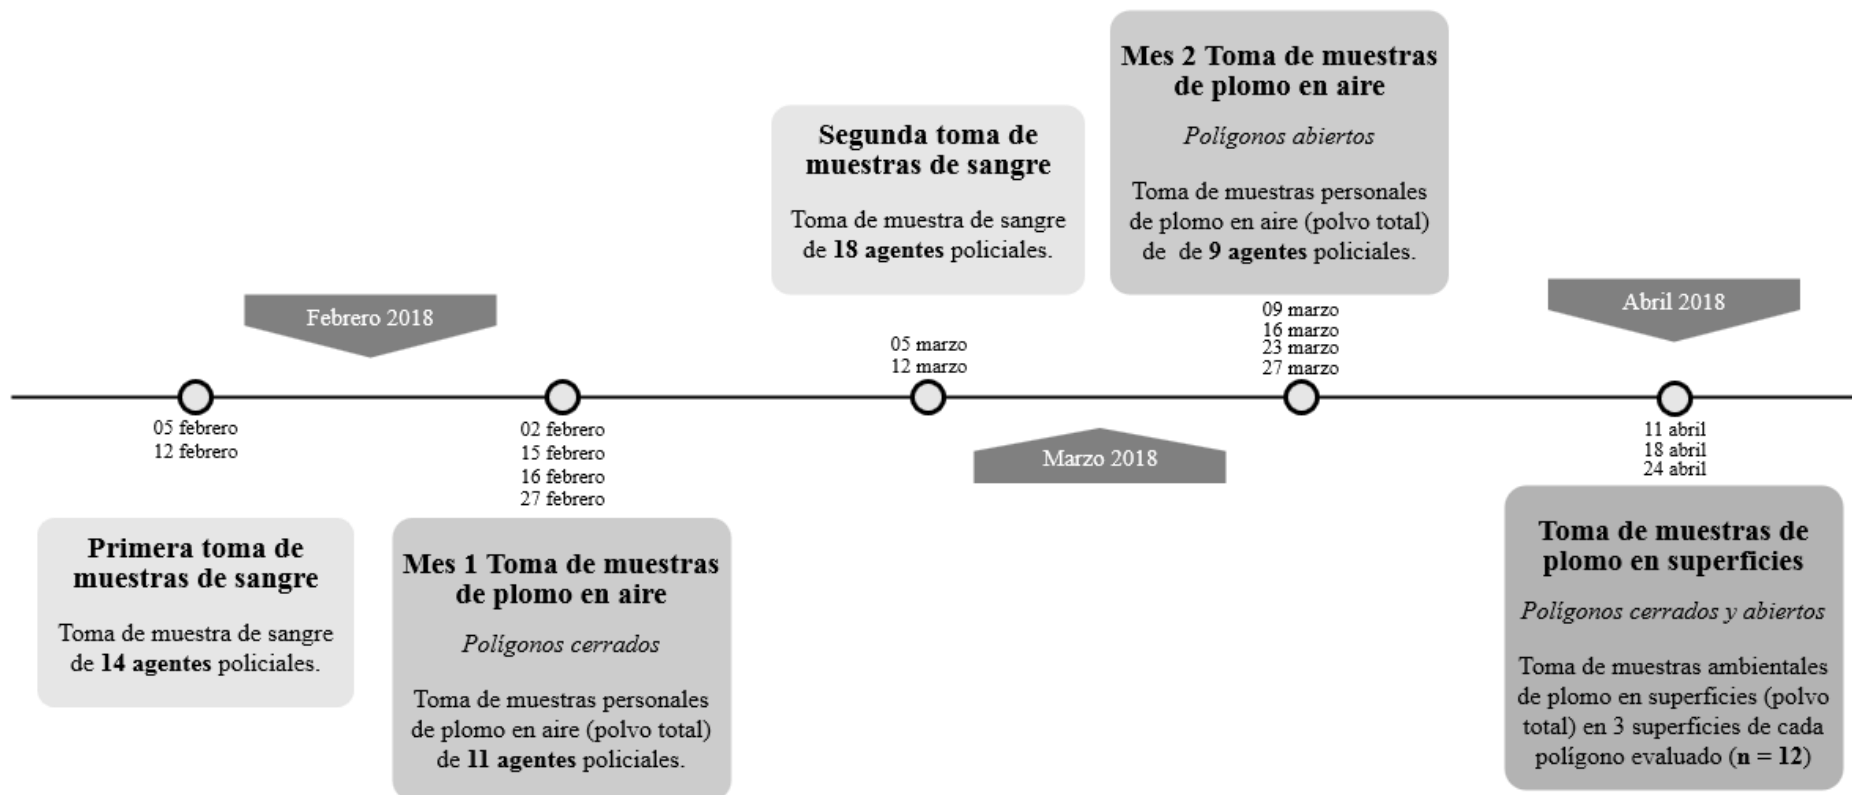 Mes 2 Toma de muestras
de plomo en aire
Polígonos abiertos
Toma de muestras personales
de plomo en aire (polvo total)
de  de 9 agentes policiales.
Segunda toma de
muestras de sangre
Toma de muestra de sangre
de 18 agentes policiales.
Febrero 2018
Abril 2018
05 marzo
12 marzo
09 marzo
16 marzo
23 marzo
27 marzo
05 febrero
12 febrero
02 febrero
15 febrero
16 febrero
27 febrero
Marzo 2018
11 abril
18 abril
24 abril
Primera toma de
muestras de sangre
Toma de muestra de sangre
de 14 agentes policiales.
Mes 1 Toma de muestras
de plomo en aire
Polígonos cerrados
Toma de muestras personales
de plomo en aire (polvo total)
de 11 agentes policiales.
Toma de muestras de
plomo en superficies
Polígonos cerrados y abiertos
Toma de muestras ambientales
de plomo en superfícies (polvo
total) en 3 superfícies de cada
polígono evaluado (n = 12)